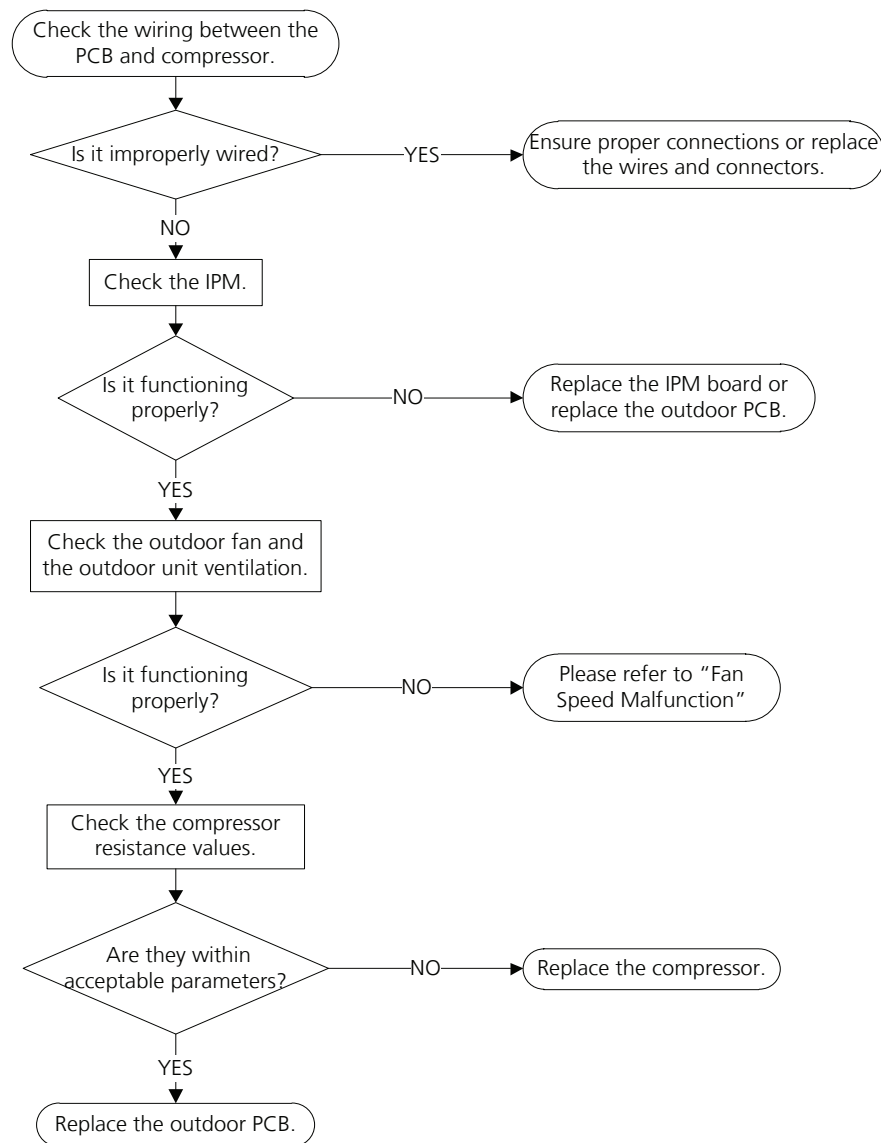 Check the wiring between the
PCB and compressor.
Is it improperly wired?
YES
Ensure proper connections or replace
the wires and connectors.
NO
Check the IPM.
Is it functioning
properly?
NO
Replace the IPM board or
replace the outdoor PCB.
YES
Check the outdoor fan and
the outdoor unit ventilation.
Is it functioning
properly?
NO
Please refer to “Fan
Speed Malfunction”
YES
Check the compressor
resistance values.
Are they within
acceptable parameters?
NO
Replace the compressor.
YES
Replace the outdoor PCB.